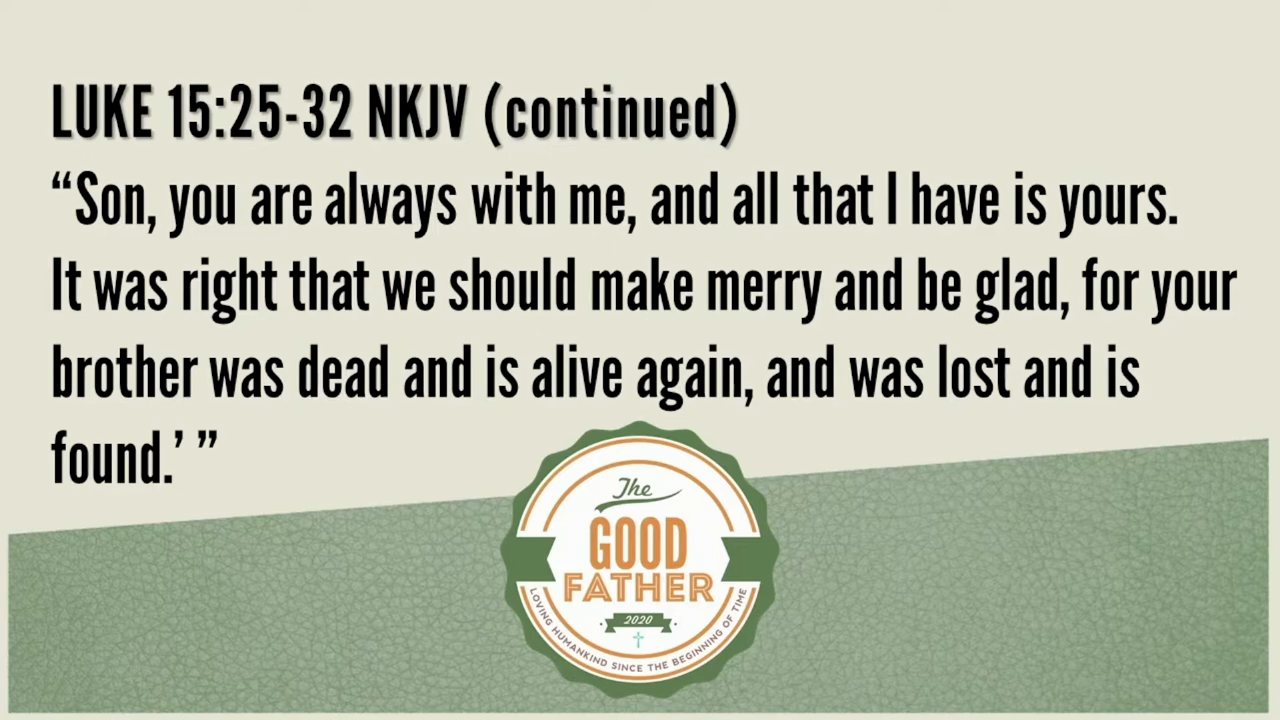 LUKE 15:25-32 NKJV (continued)
“Son, you are always with me, and all that I have is yours.
It was right that we should make merry and be glad, for your
brother was dead and is alive again, and was lost and is
found.’ ”
The
GOOD
FATHER
2020
LOVING HUMANKIND SINCE THE BEGINNING OF TIME